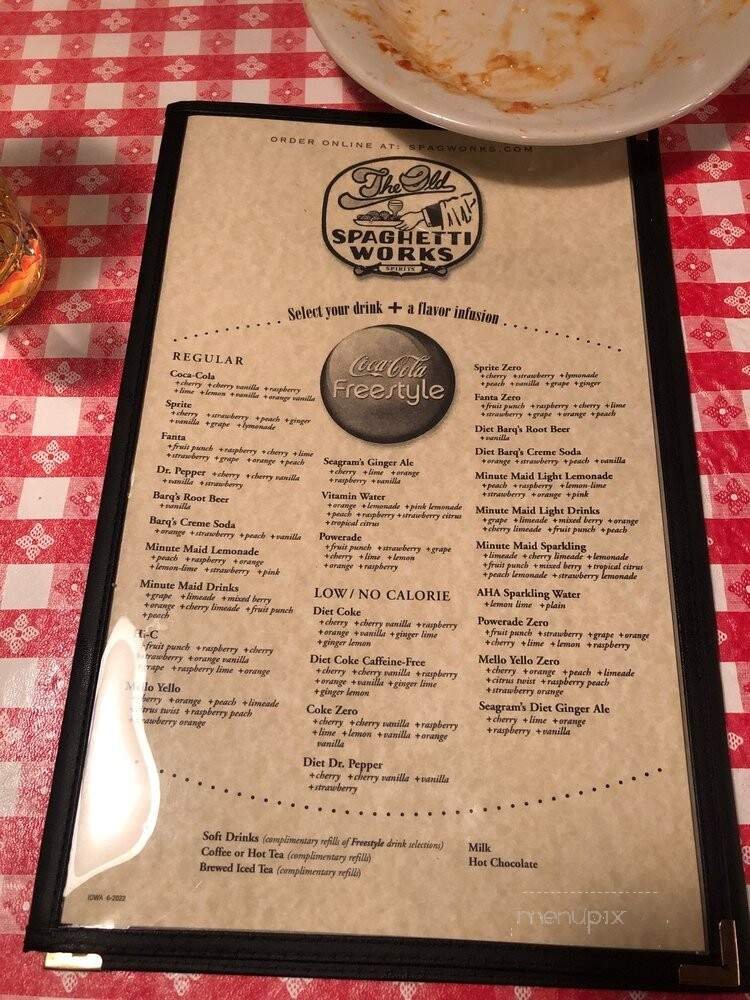 ORDER ONLINE AT: SPAGWORKS.COM
The Old
SPAGHETTI
WORKS
SPIRITS
Select your drink + a flavor infusion
Coca-Cola
Freestyle
REGULAR
Coca-Cola
+cherry +cherry vanilla +raspberry
+lime +lemon +vanilla +orange vanilla
Sprite
+cherry +strawberry +peach +ginger
+vanilla +grape +lymonade
Fanta
+fruit punch +raspberry +cherry +lime
+strawberry +grape +orange +peach
Dr. Pepper +cherry +cherry vanilla
+vanilla +strawberry
Barq's Root Beer
+vanilla
Barq's Creme Soda
+orange +strawberry +peach +vanilla
Minute Maid Lemonade
+peach +raspberry +orange
+lemon-lime +strawberry +pink
Minute Maid Drinks
+grape +limeade +mixed berry
+orange +cherry limeade +fruit punch
+peach
Hi-C
+fruit punch +raspberry +cherry
+strawberry +orange vanilla
+grape +raspberry lime +orange
Mello Yello
+cherry +orange +peach +limeade
+citrus twist +raspberry peach
+strawberry orange
Seagram's Ginger Ale
+cherry +lime +orange
+raspberry +vanilla
Vitamin Water
+orange +lemonade +pink lemonade
+peach +raspberry +strawberry citrus
+tropical citrus
Powerade
+fruit punch +strawberry +grape
+cherry +lime +lemon
+orange +raspberry
LOW / NO CALORIE
Diet Coke
+cherry +cherry vanilla +raspberry
+orange +vanilla +ginger lime
+ginger lemon
Diet Coke Caffeine-Free
+cherry +cherry vanilla +raspberry
+orange +vanilla +ginger lime
+ginger lemon
Coke Zero
+cherry +cherry vanilla +raspberry
+lime +lemon +vanilla +orange
vanilla
Diet Dr. Pepper
+cherry +cherry vanilla +vanilla
+strawberry
Sprite Zero
+cherry +strawberry +lymonade
+peach +vanilla +grape +ginger
Fanta Zero
+fruit punch +raspberry +cherry +lime
+strawberry +grape +orange +peach
Diet Barq's Root Beer
+vanilla
Diet Barq's Creme Soda
+orange +strawberry +peach +vanilla
Minute Maid Light Lemonade
+peach +raspberry +lemon-lime
+strawberry +orange +pink
Minute Maid Light Drinks
+grape +limeade +mixed berry +orange
+cherry limeade +fruit punch +peach
Minute Maid Sparkling
+limeade +cherry limeade +lemonade
+fruit punch +mixed berry +tropical citrus
+peach lemonade +strawberry lemonade
AHA Sparkling Water
+lemon lime +plain
Powerade Zero
+fruit punch +strawberry +grape +orange
+cherry +lime +lemon +raspberry
Mello Yello Zero
+cherry +orange +peach +limeade
+citrus twist +raspberry peach
+strawberry orange
Seagram's Diet Ginger Ale
+cherry +lime +orange
+raspberry +vanilla
Soft Drinks (complimentary refills of Freestyle drink selections)
Coffee or Hot Tea (complimentary refills)
Brewed Iced Tea (complimentary refills)
Milk
Hot Chocolate
IOWA 6-2022
menupix